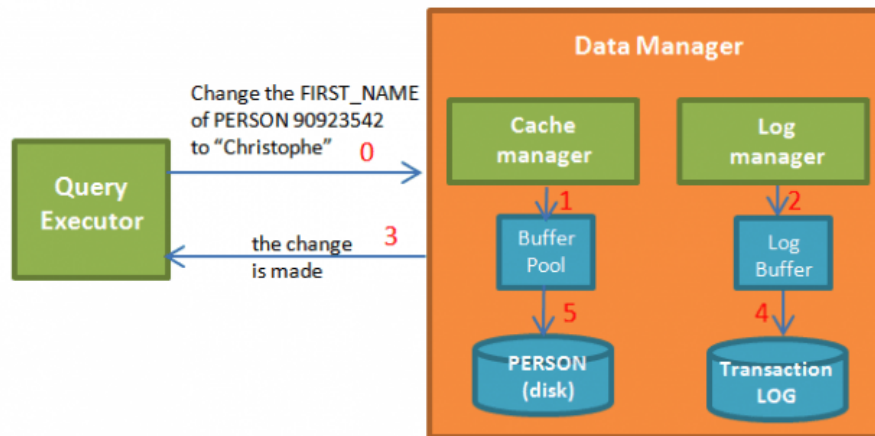 Data Manager
Change the FIRST_NAME
of PERSON 90923542
to “Christophe”
0
Query
Executor
3
the change
is made
Cache
manager
Log
manager
1
2
Buffer
Pool
Log
Buffer
5
4
PERSON
(disk)
Transaction
LOG